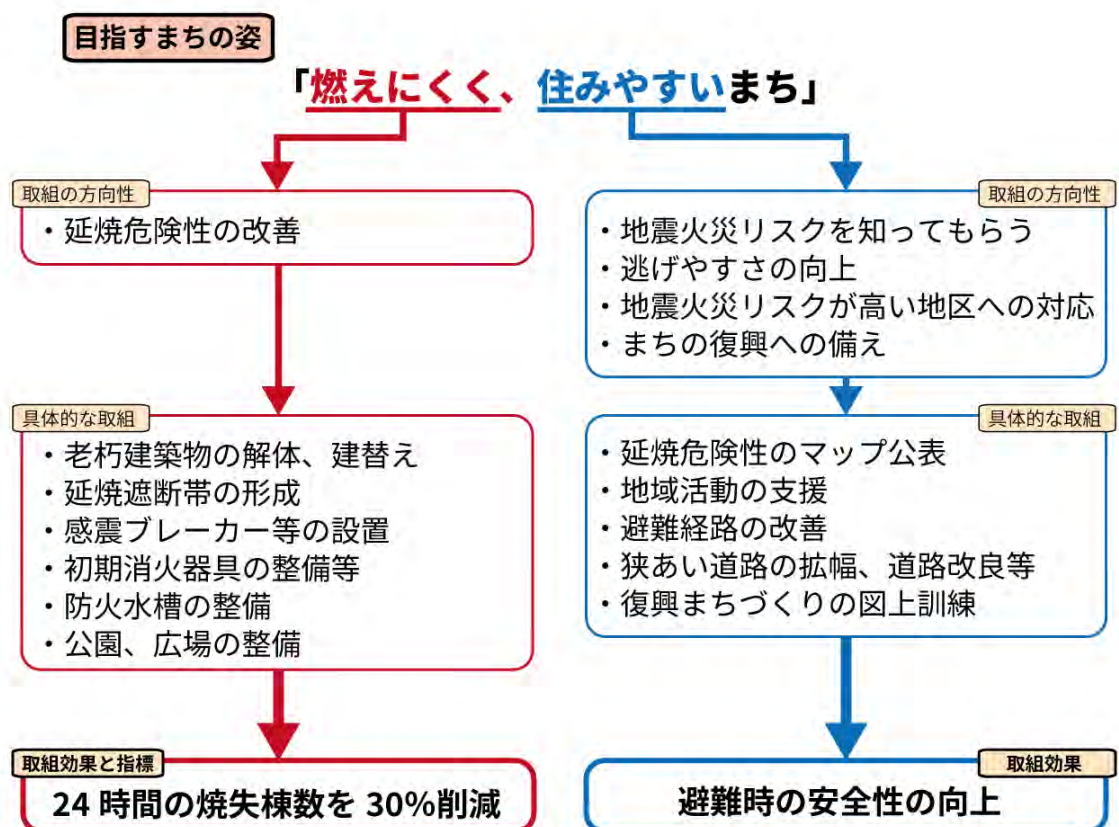 目指すまちの姿
「燃えにくく、住みやすいまち」
取組の方向性
・延焼危険性の改善
具体的な取組
・老朽建築物の解体、建替え
・延焼遮断帯の形成
・感震ブレーカー等の設置
・初期消火器具の整備等
・防火水槽の整備
・公園、広場の整備
取組効果と指標
24 時間の焼失棟数を 30%削減
取組の方向性
・地震火災リスクを知ってもらう
・逃げやすさの向上
・地震火災リスクが高い地区への対応
・まちの復興への備え
具体的な取組
・延焼危険性のマップ公表
・地域活動の支援
・避難経路の改善
・狭あい道路の拡幅、道路改良等
・復興まちづくりの図上訓練
取組効果
避難時の安全性の向上